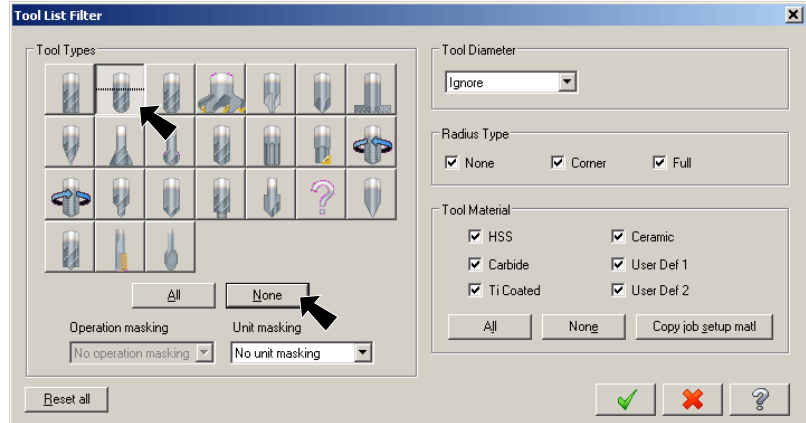 Tool List Filter
Tool Types
All
None
Operation masking
Unit masking
No operation masking
No unit masking
Reset all
Tool Diameter
Ignore
Radius Type
None
Corner
Full
Tool Material
HSS
Ceramic
Carbide
User Def 1
Ti Coated
User Def 2
All
None
Copy job setup matl